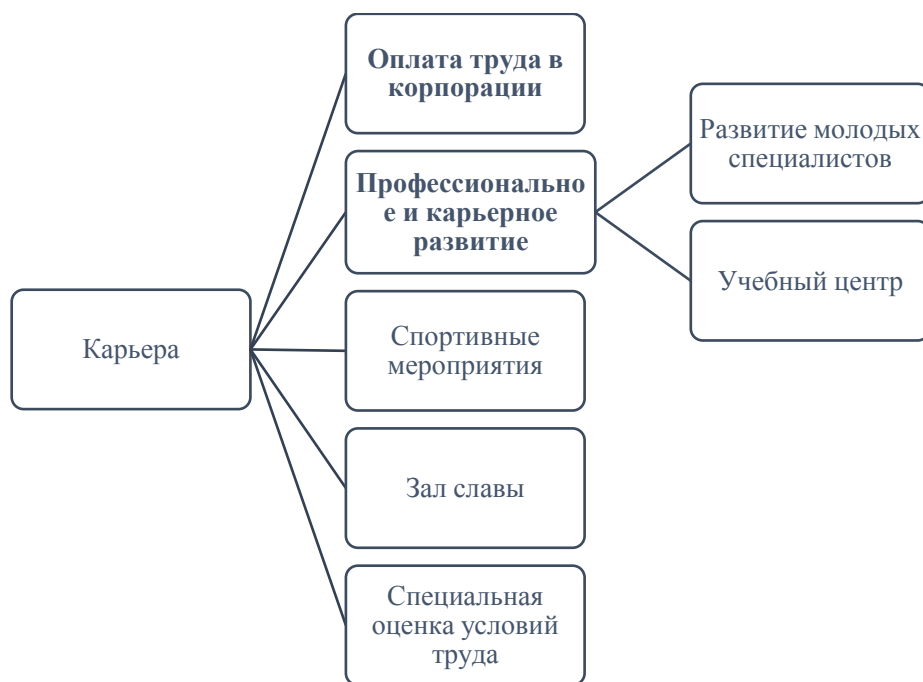 Карьера
Оплата труда в
корпорации
Профессионально
е и карьерное
развитие
Развитие молодых
специалистов
Учебный центр
Спортивные
мероприятия
Зал славы
Специальная
оценка условий
труда